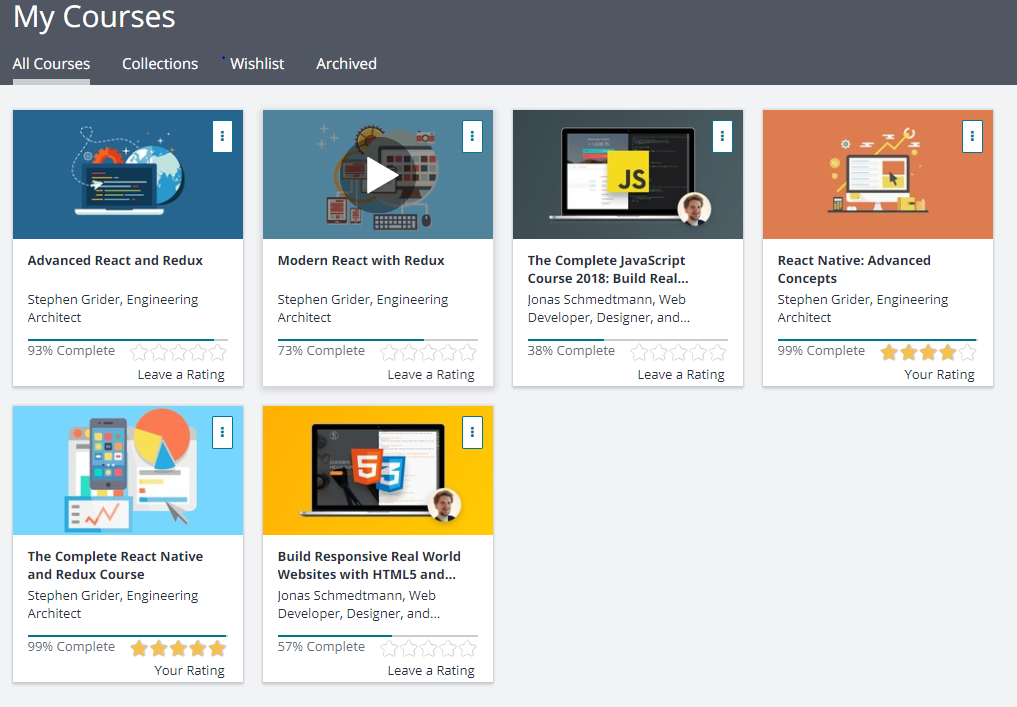 My Courses
All Courses Collections Wishlist Archived
JS
Advanced React and Redux
Stephen Grider, Engineering
Architect
93% Complete
Leave a Rating
Modern React with Redux
Stephen Grider, Engineering
Architect
73% Complete
Leave a Rating
The Complete JavaScript
Course 2018: Build Real...
Jonas Schmedtmann, Web
Developer, Designer, and...
38% Complete
Leave a Rating
React Native: Advanced
Concepts
Stephen Grider, Engineering
Architect
99% Complete
Your Rating
5 3
The Complete React Native
and Redux Course
Stephen Grider, Engineering
Architect
99% Complete
Your Rating
Build Responsive Real World
Websites with HTML5 and...
Jonas Schmedtmann, Web
Developer, Designer, and...
57% Complete
Leave a Rating